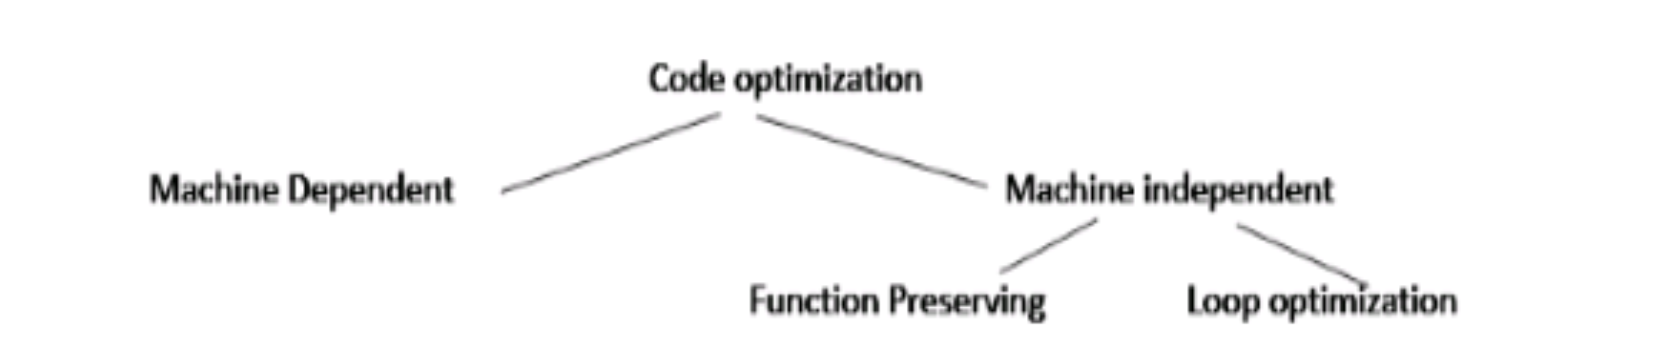 Code optimization
Machine Dependent
Machine independent
Function Preserving
Loop optimization